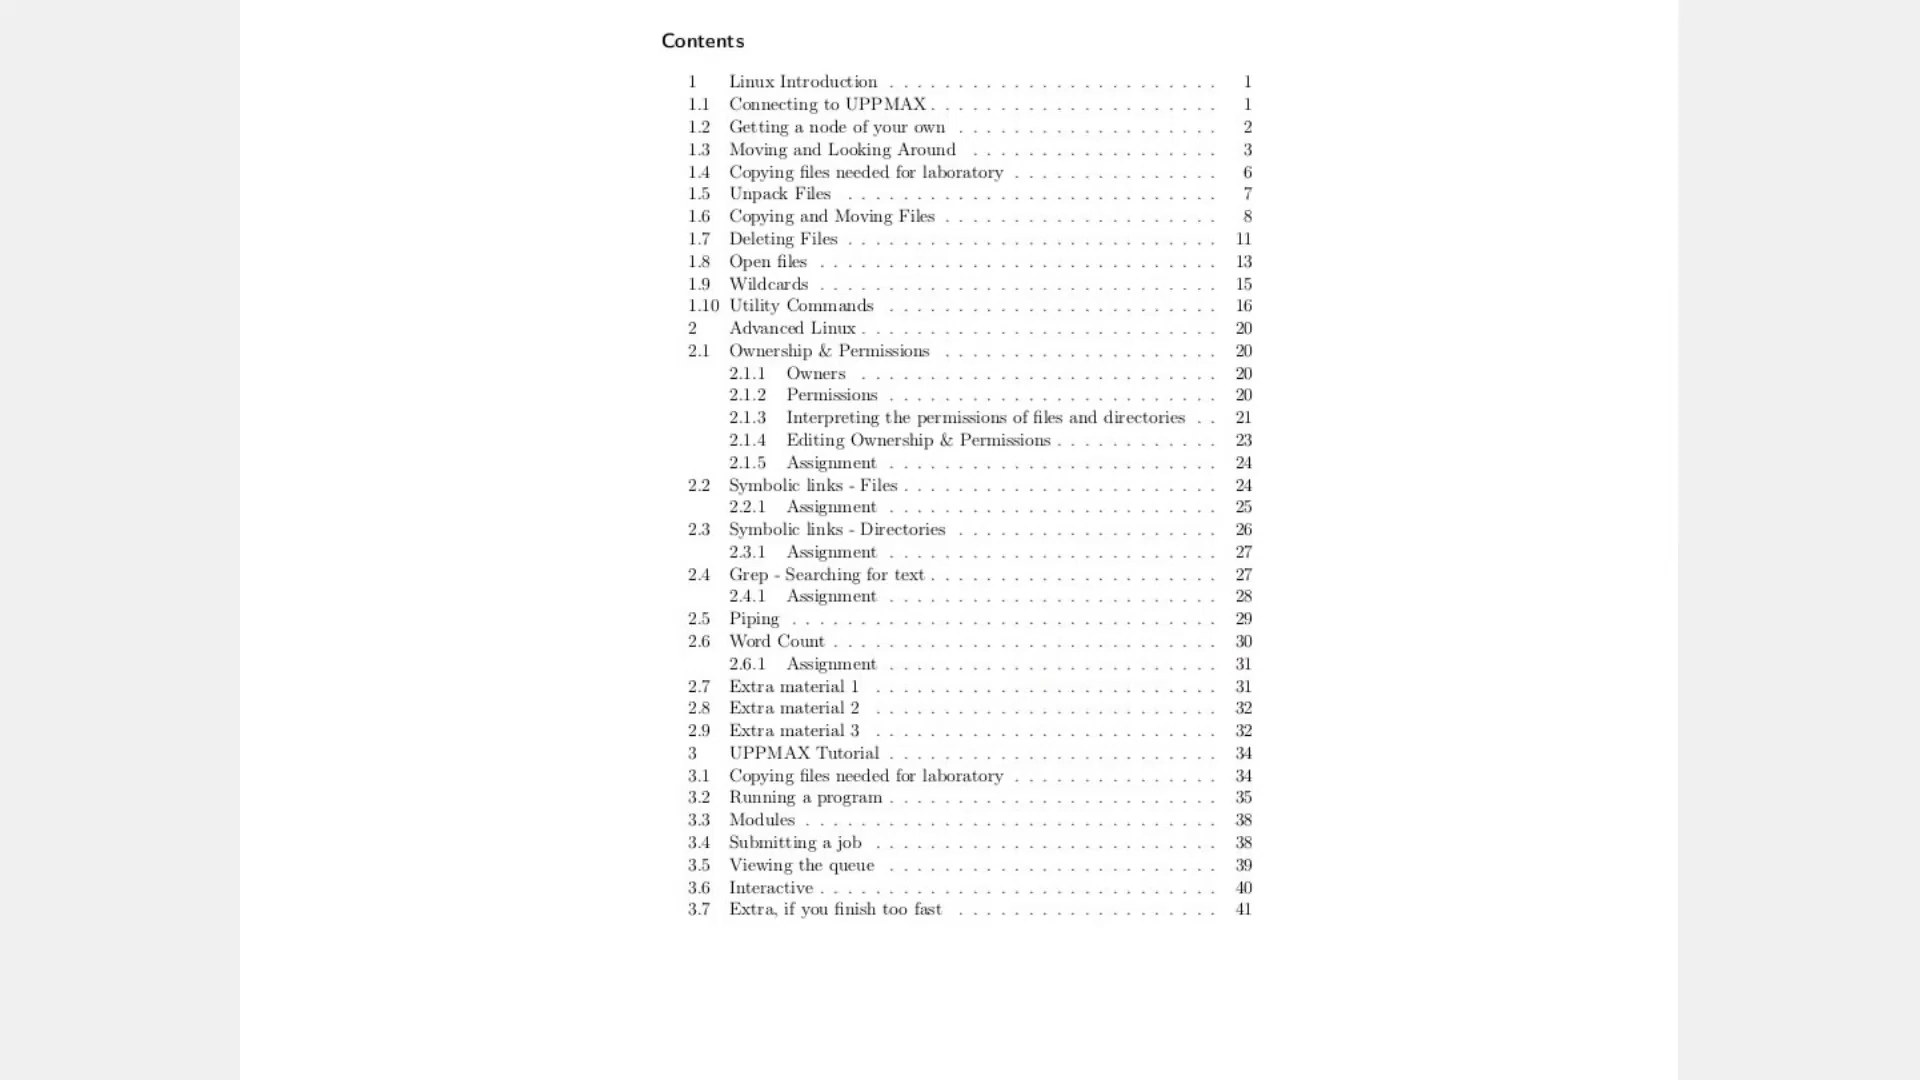 Contents
1 Linux Introduction . . . . . . . . . . . . . . . . . . . . . . . . 1
1.1 Connecting to UPPMAX . . . . . . . . . . . . . . . . . . . . . 1
1.2 Getting a node of your own . . . . . . . . . . . . . . . . . . . 2
1.3 Moving and Looking Around . . . . . . . . . . . . . . . . . . 3
1.4 Copying files needed for laboratory . . . . . . . . . . . . . . . 6
1.5 Unpack Files . . . . . . . . . . . . . . . . . . . . . . . . . . . 7
1.6 Copying and Moving Files . . . . . . . . . . . . . . . . . . . . 8
1.7 Deleting Files . . . . . . . . . . . . . . . . . . . . . . . . . . . 11
1.8 Open files . . . . . . . . . . . . . . . . . . . . . . . . . . . . . 13
1.9 Wildcards . . . . . . . . . . . . . . . . . . . . . . . . . . . . . 15
1.10 Utility Commands . . . . . . . . . . . . . . . . . . . . . . . . 16
2 Advanced Linux . . . . . . . . . . . . . . . . . . . . . . . . . . 20
2.1 Ownership & Permissions . . . . . . . . . . . . . . . . . . . . 20
2.1.1 Owners . . . . . . . . . . . . . . . . . . . . . . . . . . 20
2.1.2 Permissions . . . . . . . . . . . . . . . . . . . . . . . . 20
2.1.3 Interpreting the permissions of files and directories . . 21
2.1.4 Editing Ownership & Permissions . . . . . . . . . . . . 23
2.1.5 Assignment . . . . . . . . . . . . . . . . . . . . . . . . 24
2.2 Symbolic links - Files . . . . . . . . . . . . . . . . . . . . . . . 24
2.2.1 Assignment . . . . . . . . . . . . . . . . . . . . . . . . 25
2.3 Symbolic links - Directories . . . . . . . . . . . . . . . . . . . 26
2.3.1 Assignment . . . . . . . . . . . . . . . . . . . . . . . . 27
2.4 Grep - Searching for text . . . . . . . . . . . . . . . . . . . . . 27
2.4.1 Assignment . . . . . . . . . . . . . . . . . . . . . . . . 28
2.5 Piping . . . . . . . . . . . . . . . . . . . . . . . . . . . . . . . 29
2.6 Word Count . . . . . . . . . . . . . . . . . . . . . . . . . . . . 30
2.6.1 Assignment . . . . . . . . . . . . . . . . . . . . . . . . 31
2.7 Extra material 1 . . . . . . . . . . . . . . . . . . . . . . . . . 31
2.8 Extra material 2 . . . . . . . . . . . . . . . . . . . . . . . . . 32
2.9 Extra material 3 . . . . . . . . . . . . . . . . . . . . . . . . . 32
3 UPPMAX Tutorial . . . . . . . . . . . . . . . . . . . . . . . . 34
3.1 Copying files needed for laboratory . . . . . . . . . . . . . . . 34
3.2 Running a program . . . . . . . . . . . . . . . . . . . . . . . . 35
3.3 Modules . . . . . . . . . . . . . . . . . . . . . . . . . . . . . . 38
3.4 Submitting a job . . . . . . . . . . . . . . . . . . . . . . . . . 38
3.5 Viewing the queue . . . . . . . . . . . . . . . . . . . . . . . . 39
3.6 Interactive . . . . . . . . . . . . . . . . . . . . . . . . . . . . . 40
3.7 Extra, if you finish too fast . . . . . . . . . . . . . . . . . . . 41